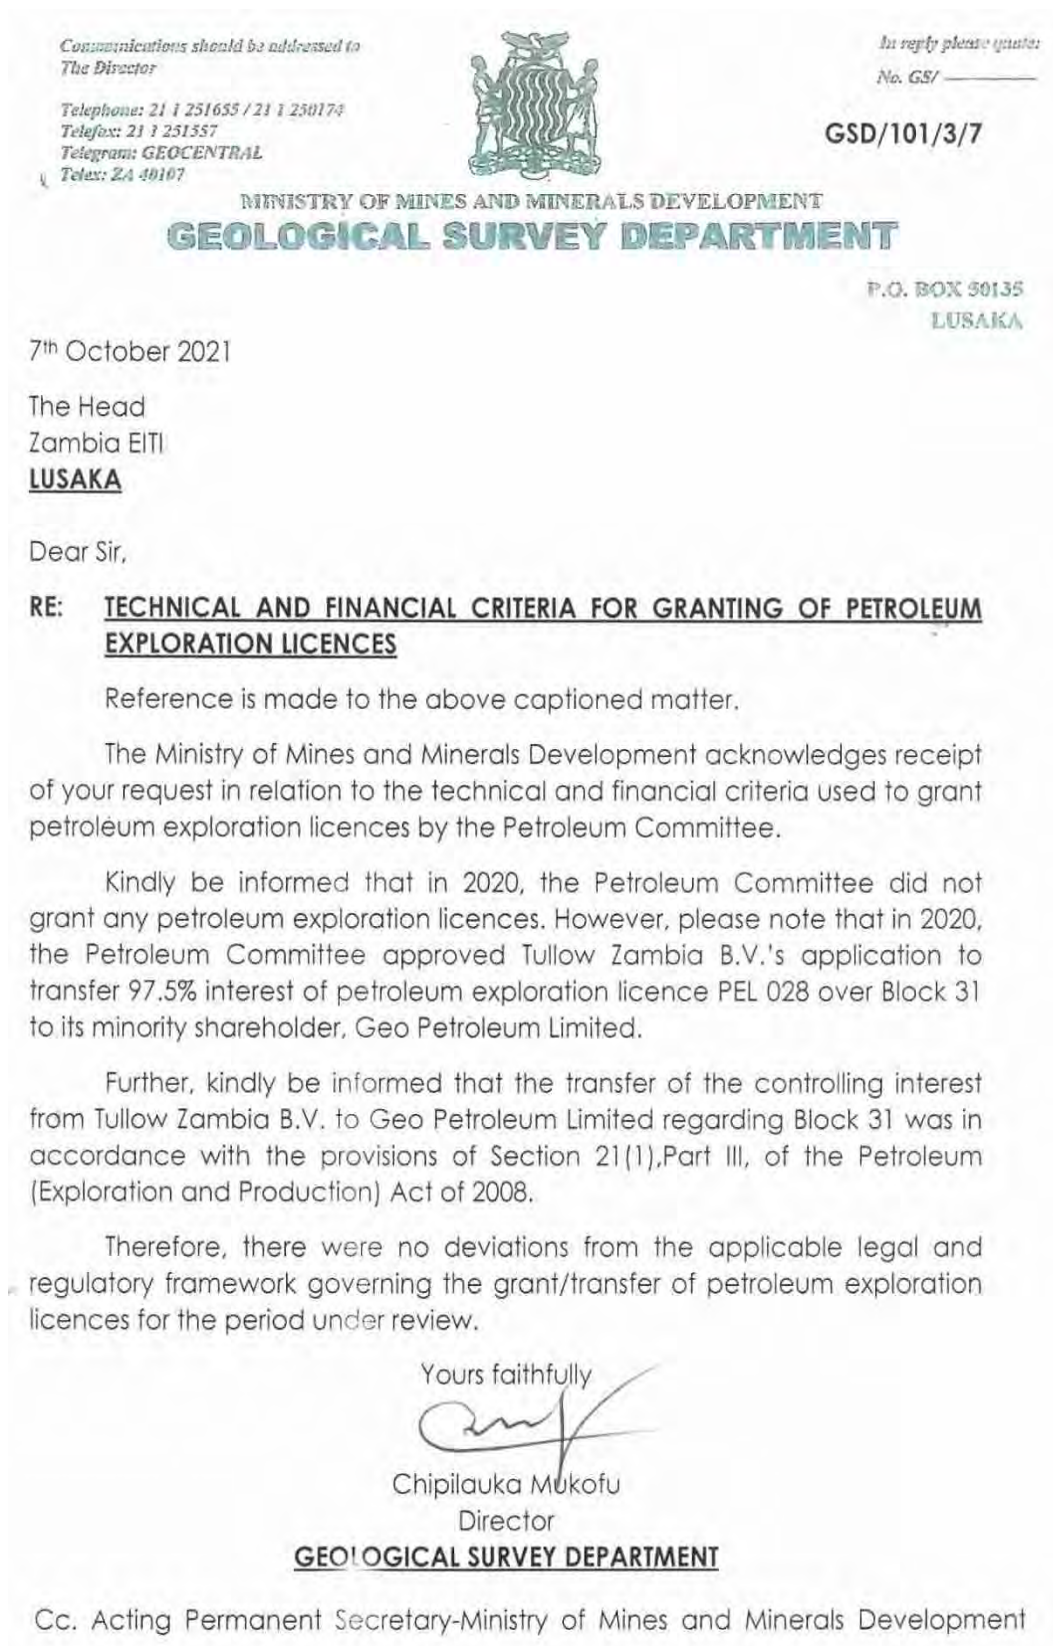 Communications should be addressed to
The Director
Telephone: 21 1 251655 / 21 1 250174
Telefax: 21 1 251557
Telegram: GEOCENTRAL
Telex: ZA 40107
In reply please quote:
No. GS/
GSD/101/3/7
MINISTRY OF MINES AND MINERALS DEVELOPMENT
GEOLOGICAL SURVEY DEPARTMENT
P.O. BOX 50135
LUSAKA
7th October 2021
The Head
Zambia EITI
LUSAKA
Dear Sir,
RE: TECHNICAL AND FINANCIAL CRITERIA FOR GRANTING OF PETROLEUM
EXPLORATION LICENCES
Reference is made to the above captioned matter.
The Ministry of Mines and Minerals Development acknowledges receipt
of your request in relation to the technical and financial criteria used to grant
petroleum exploration licences by the Petroleum Committee.
Kindly be informed that in 2020, the Petroleum Committee did not
grant any petroleum exploration licences. However, please note that in 2020,
the Petroleum Committee approved Tullow Zambia B.V.'s application to
transfer 97.5% interest of petroleum exploration licence PEL 028 over Block 31
to its minority shareholder, Geo Petroleum Limited.
Further, kindly be informed that the transfer of the controlling interest
from Tullow Zambia B.V. to Geo Petroleum Limited regarding Block 31 was in
accordance with the provisions of Section 21(1),Part III, of the Petroleum
(Exploration and Production) Act of 2008.
Therefore, there were no deviations from the applicable legal and
regulatory framework governing the grant/transfer of petroleum exploration
licences for the period under review.
Yours faithfully
Chipilauka Mukofu
Director
GEOLOGICAL SURVEY DEPARTMENT
Cc. Acting Permanent Secretary-Ministry of Mines and Minerals Development